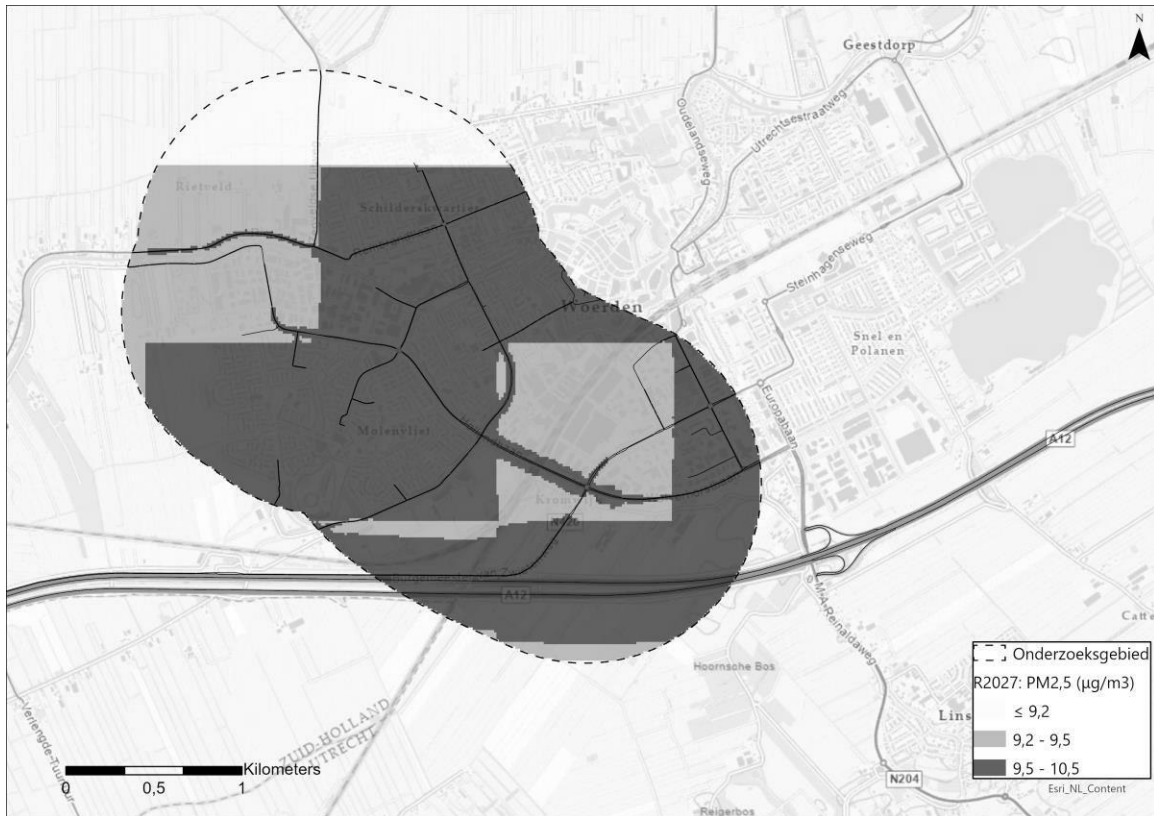 N
Geestdorp
Oudelandseweg
Utrechtsestraatweg
Rietveld
Schilderskwartier
Steinhagenseweg
Woerden
Snel en
Polanen
Europabaan
A12
Molenvliet
N420
A12
M.A.Reinaldaweg
Hoornsche Bos
ZUID-HOLLAND
UTRECHT
N204
Reigerbos
Kilometers
0
0,5
1
Onderzoeksgebied
R2027: PM2,5 (µg/m3)
≤ 9,2
9,2 - 9,5
9,5 - 10,5
Esri_NL_Content